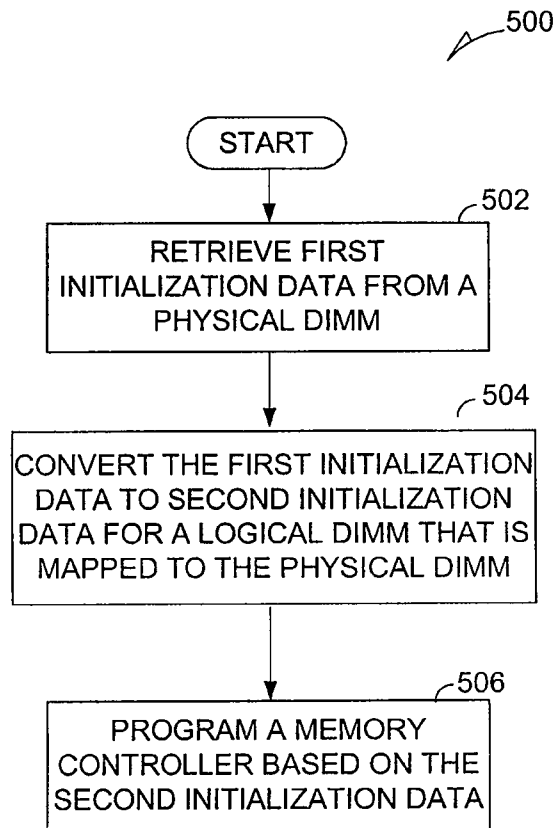 500
START
502
RETRIEVE FIRST
INITIALIZATION DATA FROM A
PHYSICAL DIMM
504
CONVERT THE FIRST INITIALIZATION
DATA TO SECOND INITIALIZATION
DATA FOR A LOGICAL DIMM THAT IS
MAPPED TO THE PHYSICAL DIMM
506
PROGRAM A MEMORY
CONTROLLER BASED ON THE
SECOND INITIALIZATION DATA